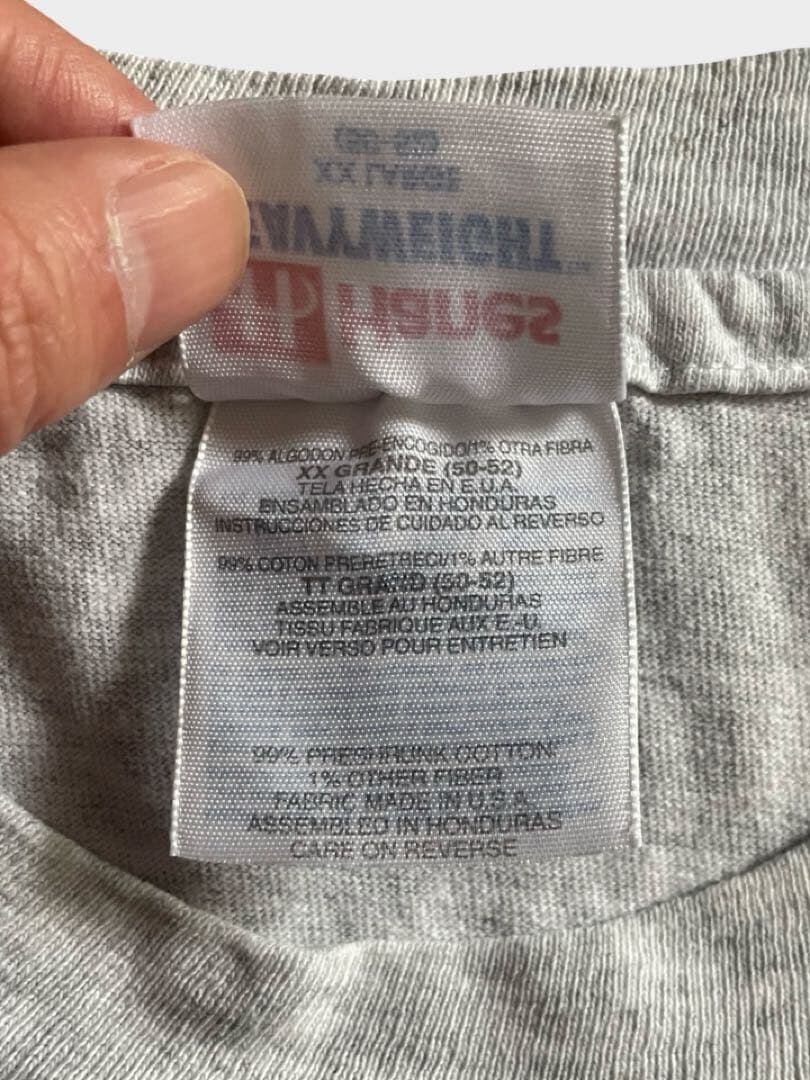 50-52
XX LARGE
HEAVYWEIGHT™
Hanes
99% ALGODON PRE-ENCOGIDO/1% OTRA FIBRA
XX GRANDE (50-52)
TELA HECHA EN E.U.A.
ENSAMBLADO EN HONDURAS
INSTRUCCIONES DE CUIDADO AL REVERSO
99% COTON PRERETRECI/1% AUTRE FIBRE
TT GRAND (50-52)
ASSEMBLE AU HONDURAS
TISSU FABRIQUE AUX E.-U.
VOIR VERSO POUR ENTRETIEN
99% PRESHRUNK COTTON
1% OTHER FIBER
FABRIC MADE IN U.S.A.
ASSEMBLED IN HONDURAS
CARE ON REVERSE